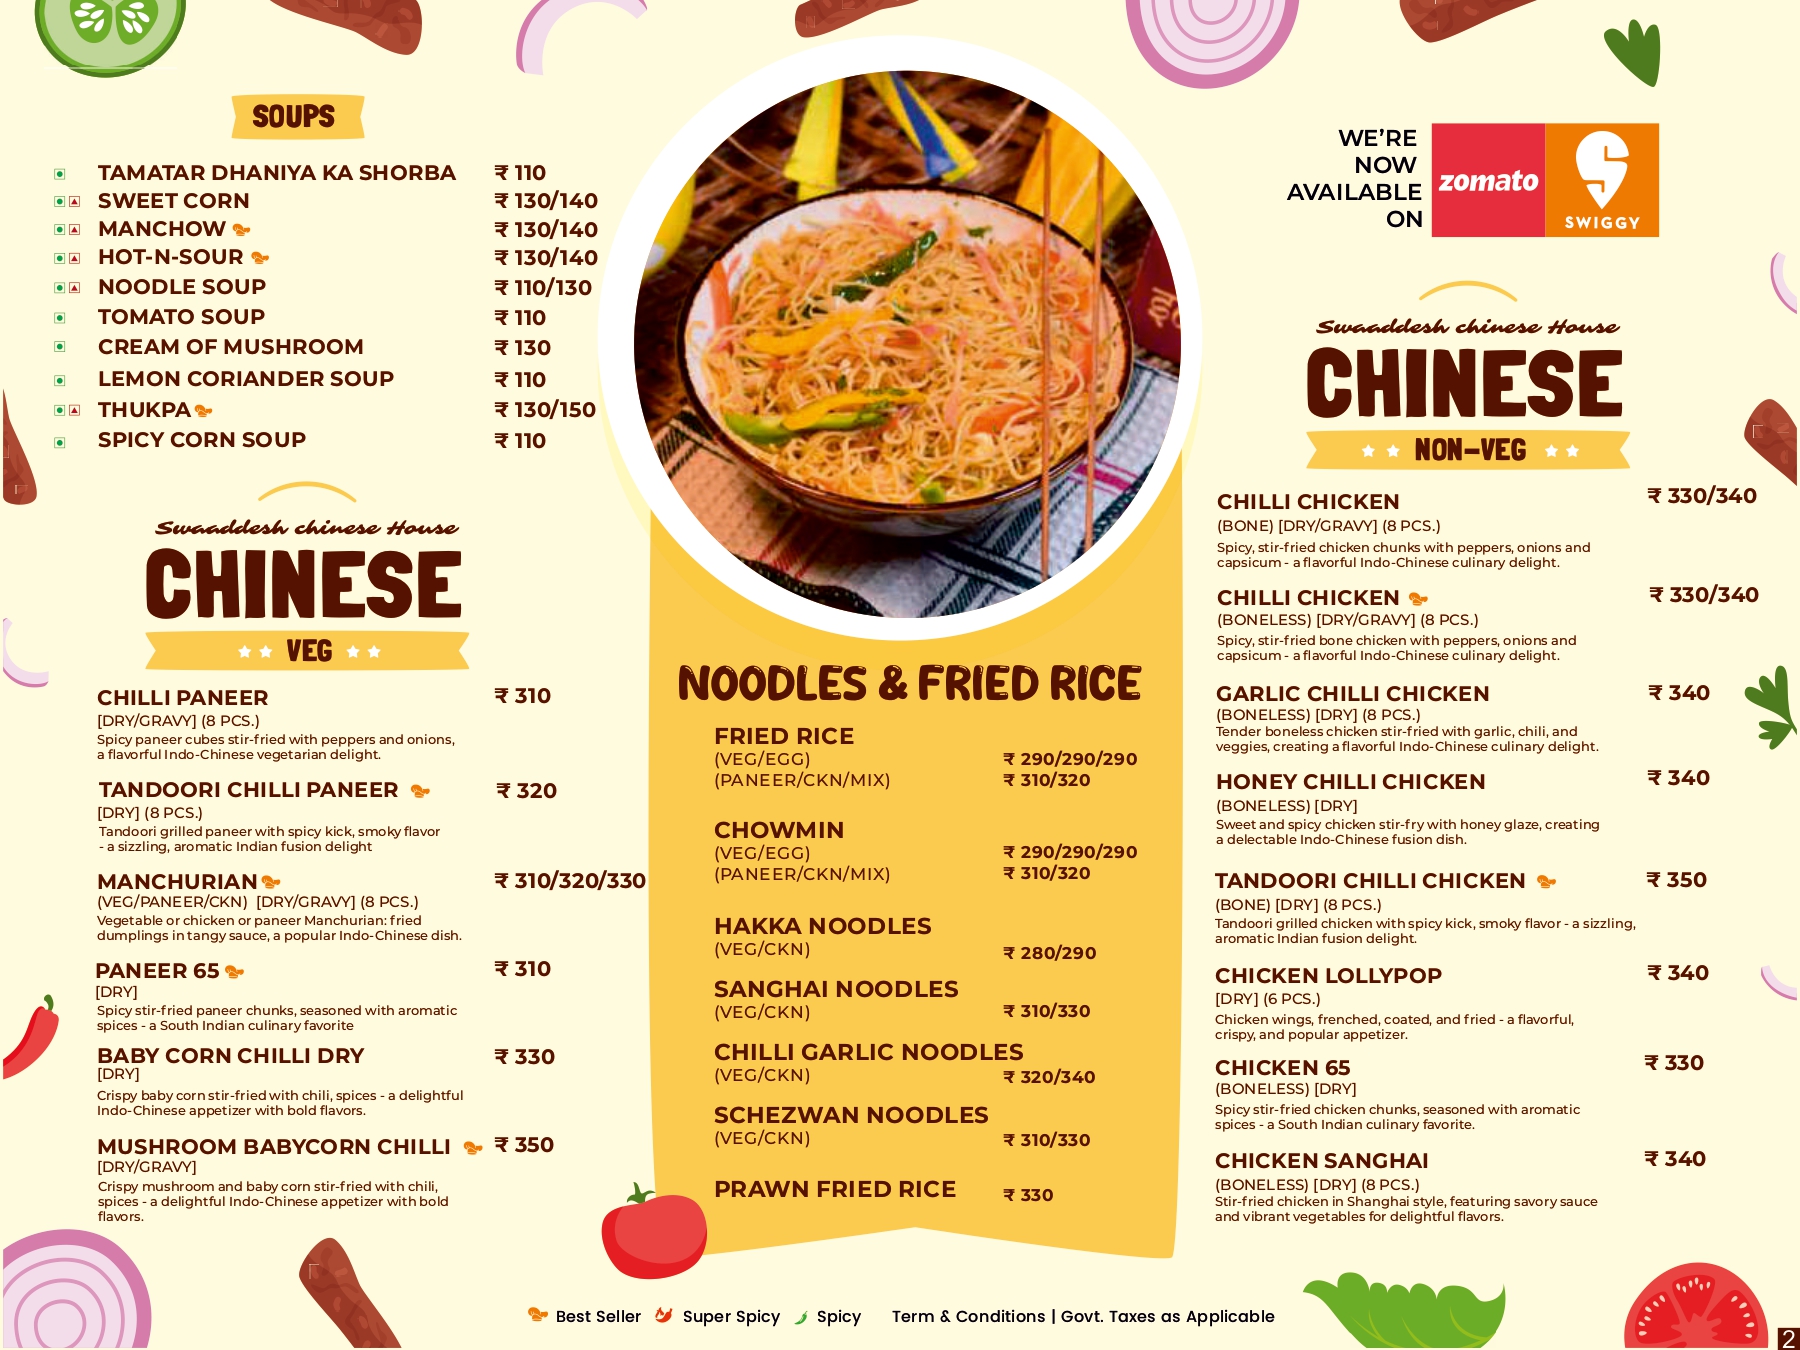 SOUPS
TAMATAR DHANIYA KA SHORBA ₹ 110
SWEET CORN ₹ 130/140
MANCHOW ₹ 130/140
HOT-N-SOUR ₹ 130/140
NOODLE SOUP ₹ 110/130
TOMATO SOUP ₹ 110
CREAM OF MUSHROOM ₹ 130
LEMON CORIANDER SOUP ₹ 110
THUKPA ₹ 130/150
SPICY CORN SOUP ₹ 110
Swaaddesh chinese House
CHINESE
VEG
CHILLI PANEER ₹ 310
[DRY/GRAVY] (8 PCS.)
Spicy paneer cubes stir-fried with peppers and onions,
a flavorful Indo-Chinese vegetarian delight.
TANDOORI CHILLI PANEER ₹ 320
[DRY] (8 PCS.)
Tandoori grilled paneer with spicy kick, smoky flavor
- a sizzling, aromatic Indian fusion delight
MANCHURIAN ₹ 310/320/330
(VEG/PANEER/CKN) [DRY/GRAVY] (8 PCS.)
Vegetable or chicken or paneer Manchurian: fried
dumplings in tangy sauce, a popular Indo-Chinese dish.
PANEER 65 ₹ 310
[DRY]
Spicy stir-fried paneer chunks, seasoned with aromatic
spices - a South Indian culinary favorite
BABY CORN CHILLI DRY ₹ 330
[DRY]
Crispy baby corn stir-fried with chili, spices - a delightful
Indo-Chinese appetizer with bold flavors.
MUSHROOM BABYCORN CHILLI ₹ 350
[DRY/GRAVY]
Crispy mushroom and baby corn stir-fried with chili,
spices - a delightful Indo-Chinese appetizer with bold
flavors.
NOODLES & FRIED RICE
FRIED RICE
(VEG/EGG) ₹ 290/290/290
(PANEER/CKN/MIX) ₹ 310/320
CHOWMIN
(VEG/EGG) ₹ 290/290/290
(PANEER/CKN/MIX) ₹ 310/320
HAKKA NOODLES
(VEG/CKN) ₹ 280/290
SANGHAI NOODLES
(VEG/CKN) ₹ 310/330
CHILLI GARLIC NOODLES
(VEG/CKN) ₹ 320/340
SCHEZWAN NOODLES
(VEG/CKN) ₹ 310/330
PRAWN FRIED RICE ₹ 330
WE'RE
NOW
AVAILABLE
ON
zomato
SWIGGY
Swaaddesh chinese House
CHINESE
NON-VEG
CHILLI CHICKEN ₹ 330/340
(BONE) [DRY/GRAVY] (8 PCS.)
Spicy, stir-fried chicken chunks with peppers, onions and
capsicum - a flavorful Indo-Chinese culinary delight.
CHILLI CHICKEN ₹ 330/340
(BONELESS) [DRY/GRAVY] (8 PCS.)
Spicy, stir-fried bone chicken with peppers, onions and
capsicum - a flavorful Indo-Chinese culinary delight.
GARLIC CHILLI CHICKEN ₹ 340
(BONELESS) [DRY] (8 PCS.)
Tender boneless chicken stir-fried with garlic, chili, and
veggies, creating a flavorful Indo-Chinese culinary delight.
HONEY CHILLI CHICKEN ₹ 340
(BONELESS) [DRY]
Sweet and spicy chicken stir-fry with honey glaze, creating
a delectable Indo-Chinese fusion dish.
TANDOORI CHILLI CHICKEN ₹ 350
(BONE) [DRY] (8 PCS.)
Tandoori grilled chicken with spicy kick, smoky flavor - a sizzling,
aromatic Indian fusion delight.
CHICKEN LOLLYPOP ₹ 340
[DRY] (6 PCS.)
Chicken wings, frenched, coated, and fried - a flavorful,
crispy, and popular appetizer.
CHICKEN 65 ₹ 330
(BONELESS) [DRY]
Spicy stir-fried chicken chunks, seasoned with aromatic
spices - a South Indian culinary favorite.
CHICKEN SANGHAI ₹ 340
(BONELESS) [DRY] (8 PCS.)
Stir-fried chicken in Shanghai style, featuring savory sauce
and vibrant vegetables for delightful flavors.
Best Seller Super Spicy Spicy Term & Conditions | Govt. Taxes as Applicable
2